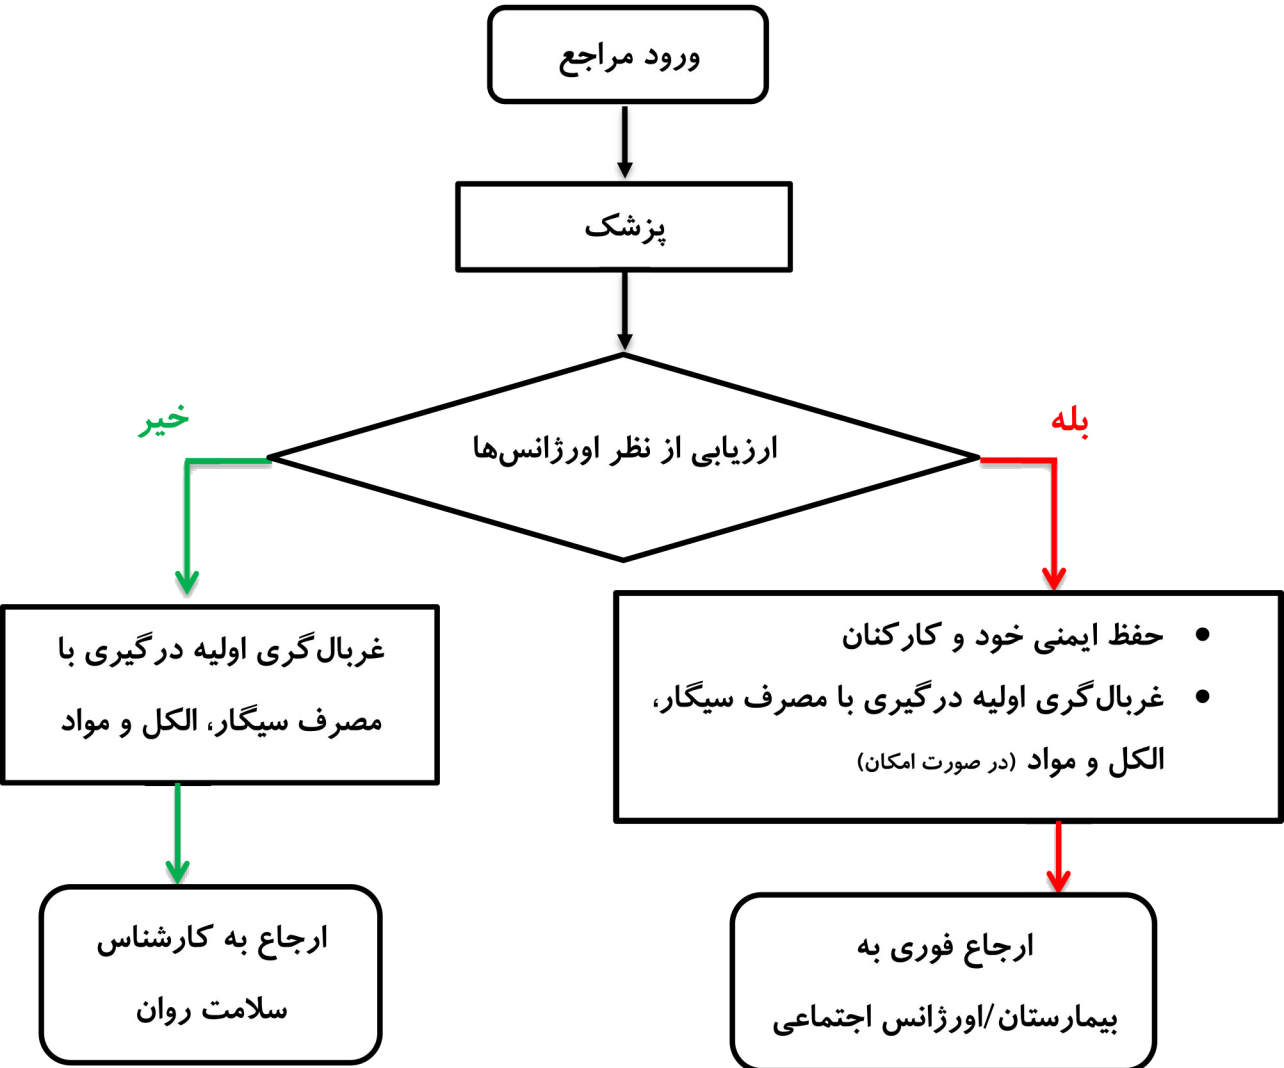 ورود مراجع
پزشک
ارزیابی از نظر اورژانس‌ها
بله
خیر
• حفظ ایمنی خود و کارکنان
• غربال‌گری اولیه درگیری با مصرف سیگار،
الکل و مواد (در صورت امکان)
غربال‌گری اولیه درگیری با
مصرف سیگار، الکل و مواد
ارجاع فوری به
بیمارستان/اورژانس اجتماعی
ارجاع به کارشناس
سلامت روان